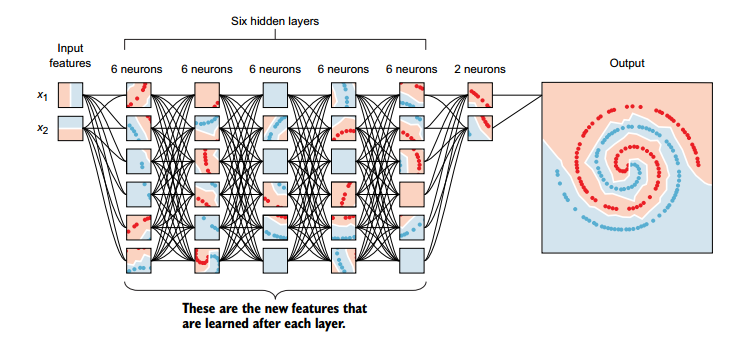 Six hidden layers
Input
features
6 neurons
6 neurons
6 neurons
6 neurons
6 neurons
2 neurons
Output
x1
x2
These are the new features that
are learned after each layer.